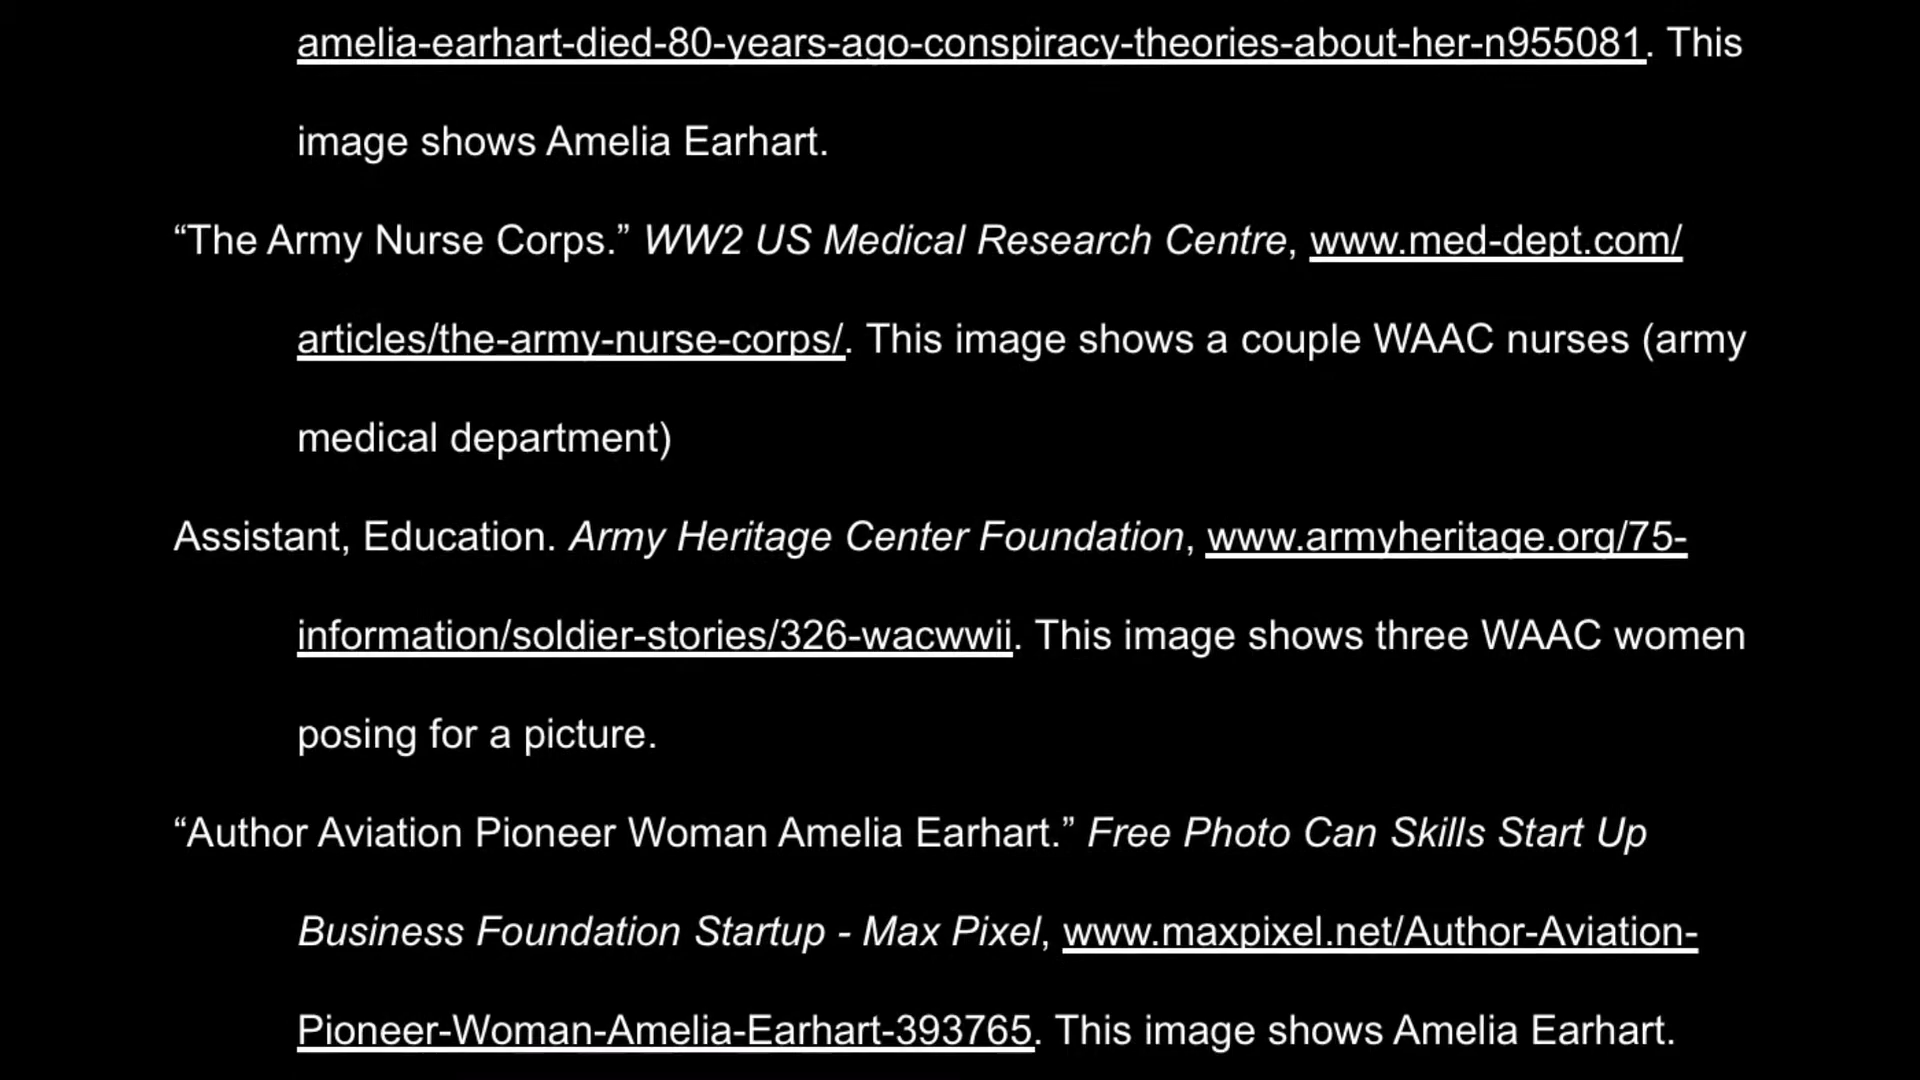 amelia-earhart-died-80-years-ago-conspiracy-theories-about-her-n955081. This
image shows Amelia Earhart.
“The Army Nurse Corps.” WW2 US Medical Research Centre, www.med-dept.com/
articles/the-army-nurse-corps/. This image shows a couple WAAC nurses (army
medical department)
Assistant, Education. Army Heritage Center Foundation, www.armyheritage.org/75-
information/soldier-stories/326-wacwwii. This image shows three WAAC women
posing for a picture.
“Author Aviation Pioneer Woman Amelia Earhart.” Free Photo Can Skills Start Up
Business Foundation Startup - Max Pixel, www.maxpixel.net/Author-Aviation-
Pioneer-Woman-Amelia-Earhart-393765. This image shows Amelia Earhart.